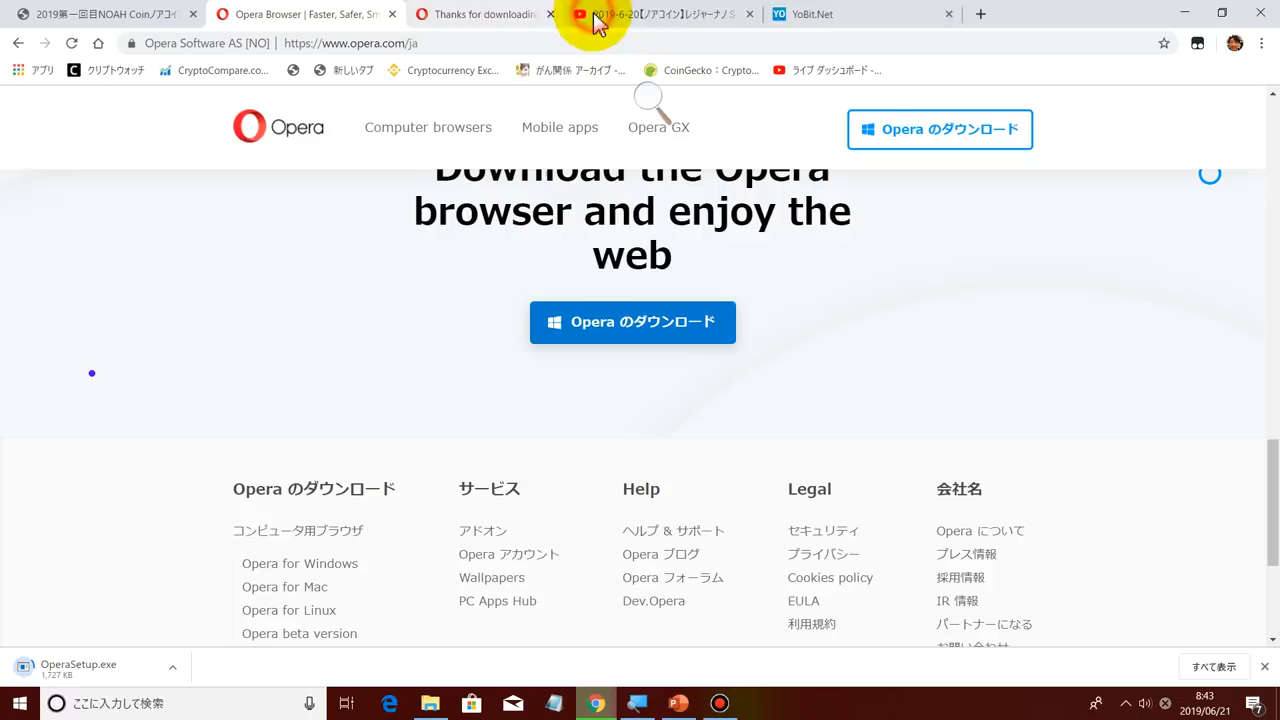 2019第一回目NOAH Coin/ノアコイ
Opera Browser | Faster, Safer, Sm
Thanks for downloadin
2019-6-20【ノアコイン】レジャーナノ S
YoBit.Net
Opera Software AS [NO] | https://www.opera.com/ja
アプリ
クリプトウォッチ
CryptoCompare.co...
新しいタブ
Cryptocurrency Exc...
がん関係 アーカイブ -...
CoinGecko：Crypto...
ライブ ダッシュボード -...
Opera
Computer browsers
Mobile apps
Opera GX
Opera のダウンロード
Download the Opera
browser and enjoy the
web
Opera のダウンロード
Opera のダウンロード
コンピュータ用ブラウザ
Opera for Windows
Opera for Mac
Opera for Linux
Opera beta version
サービス
アドオン
Opera アカウント
Wallpapers
PC Apps Hub
Help
ヘルプ & サポート
Opera ブログ
Opera フォーラム
Dev.Opera
Legal
セキュリティ
プライバシー
Cookies policy
EULA
利用規約
会社名
Opera について
プレス情報
採用情報
IR 情報
パートナーになる
お問い合わせ
OperaSetup.exe
1,727 KB
すべて表示
ここに入力して検索
8:43
2019/06/21
7